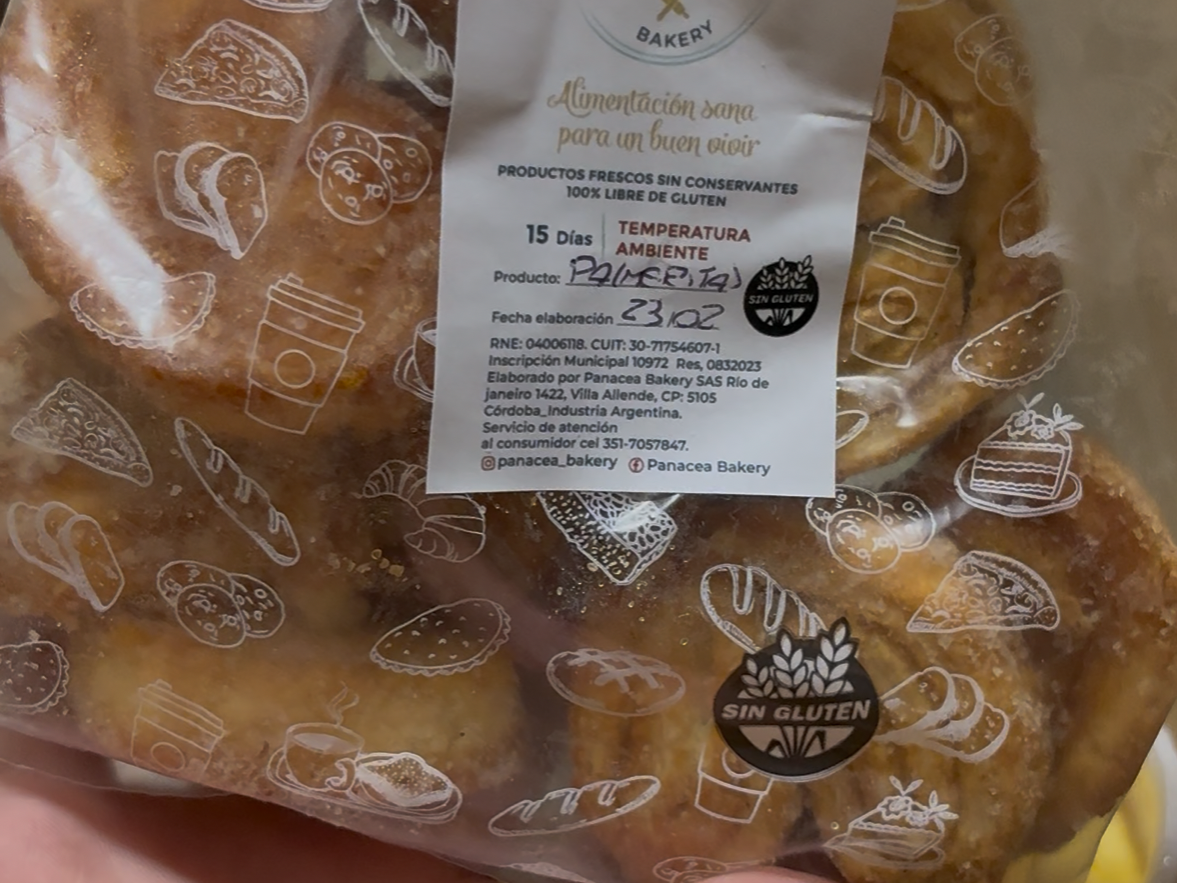 BAKERY
Alimentación sana
para un buen vivir
PRODUCTOS FRESCOS SIN CONSERVANTES
100% LIBRE DE GLUTEN
15 Días
TEMPERATURA
AMBIENTE
Producto: PALMERITAS
SIN GLUTEN
Fecha elaboración 23/02
RNE: 04006118. CUIT: 30-71754607-1
Inscripción Municipal 10972 Res, 0832023
Elaborado por Panacea Bakery SAS Río de
janeiro 1422, Villa Allende, CP: 5105
Córdoba_Industria Argentina.
Servicio de atención
al consumidor cel 351-7057847.
panacea_bakery Panacea Bakery
SIN GLUTEN